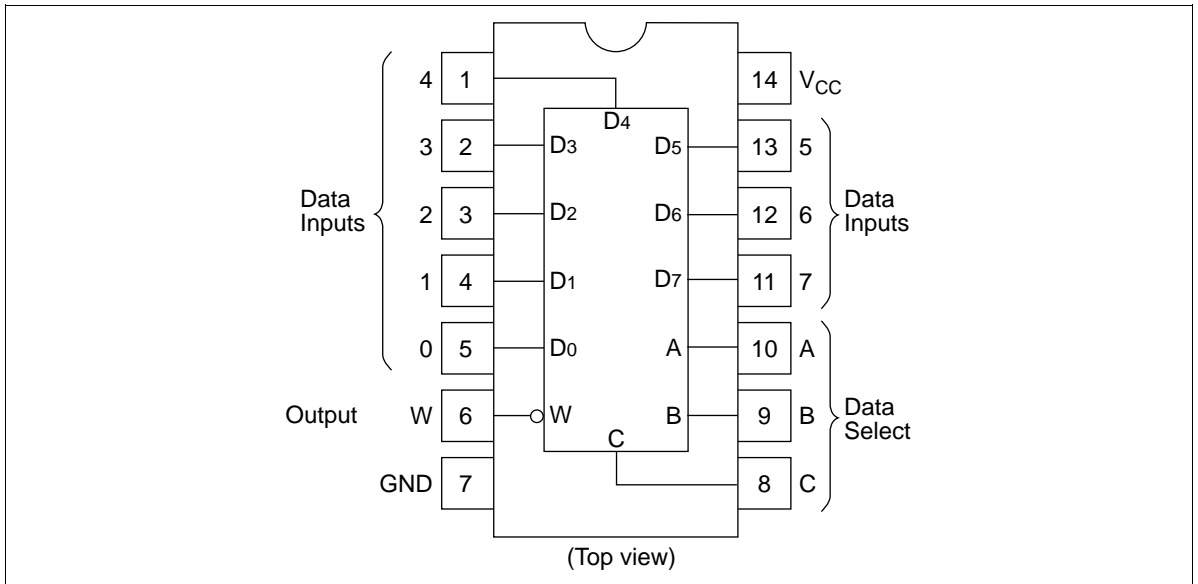 4 1 D4 14 VCC
3 2 D3 D5 13 5
Data Inputs
2 3 D2 D6 12 6
Data Inputs
1 4 D1 D7 11 7
0 5 D0 A 10 A
Output W 6 W B 9 B
Data Select
GND 7 C 8 C
(Top view)